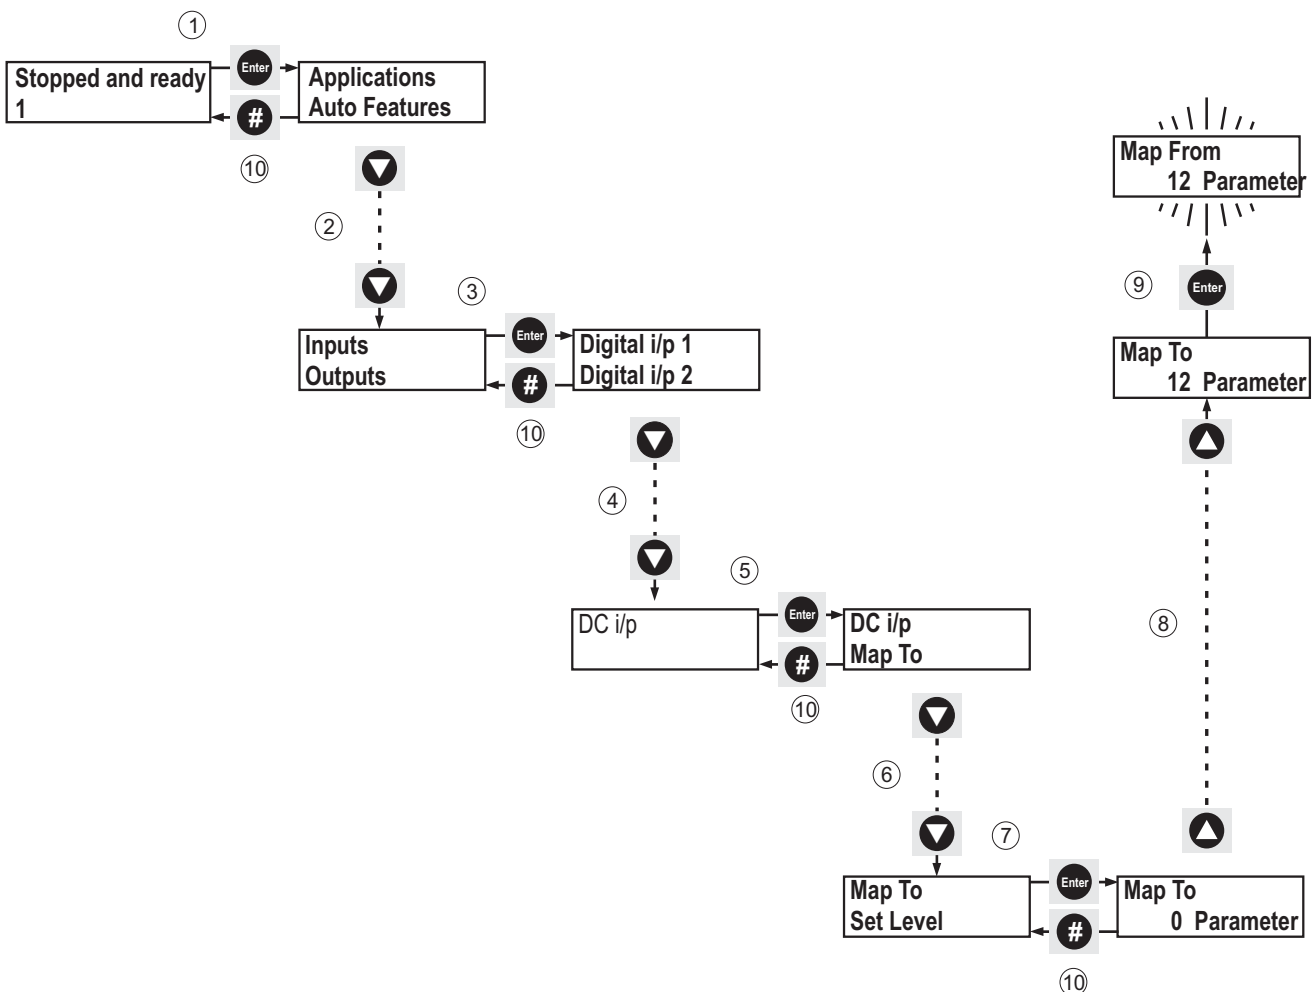 ①
Stopped and ready
1
Enter
#
⑩
Applications
Auto Features
②
③
Inputs
Outputs
Enter
#
⑩
Digital i/p 1
Digital i/p 2
④
⑤
DC i/p
Enter
#
⑩
DC i/p
Map To
⑥
⑦
Map To
Set Level
Enter
#
⑩
Map To
0 Parameter
⑧
Map To
12 Parameter
⑨
Enter
Map From
12 Parameter